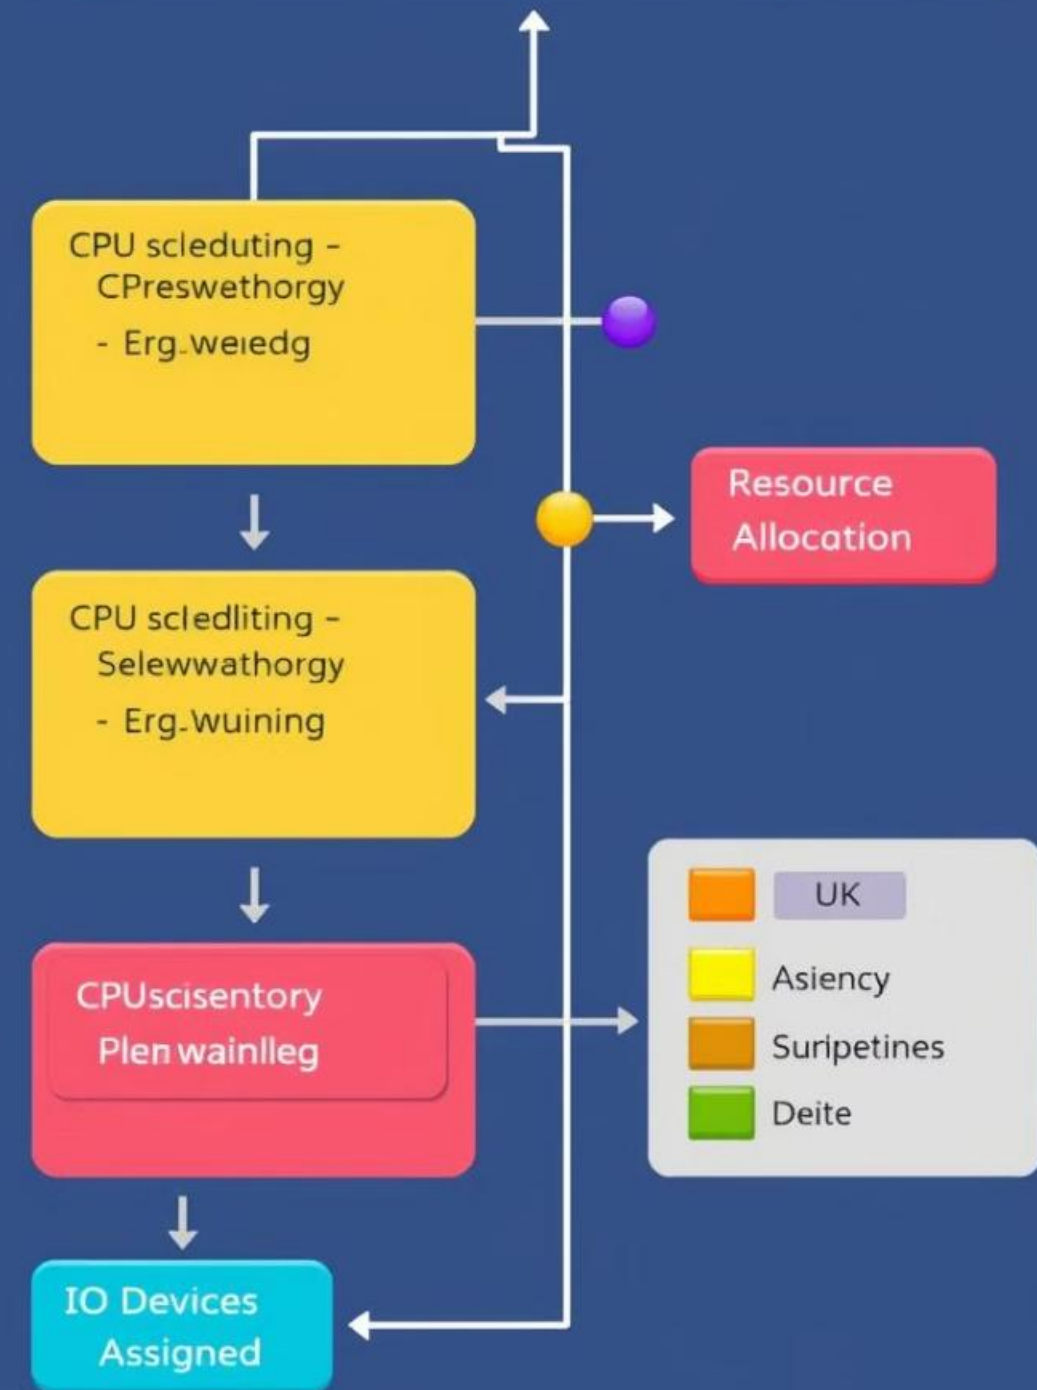 CPU scleduting -
CPreswethorgy
- Erg-weiedg
Resource
Allocation
CPU scledliting -
Selewwathorgy
- Erg-wuining
UK
Asiency
Suripetines
Deite
CPUscisentory
Plen wainlleg
IO Devices
Assigned